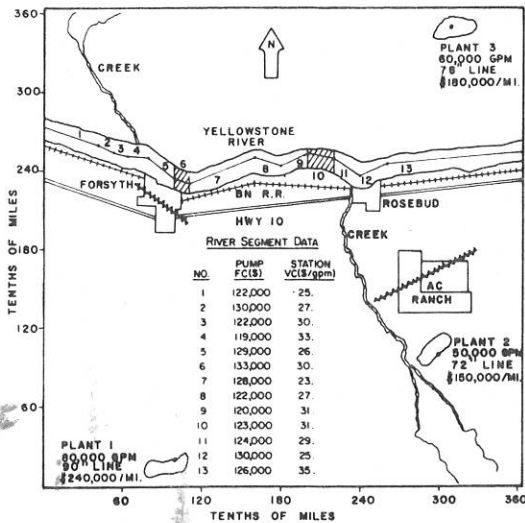 360
300
240
180
120
60
TENTHS OF MILES
CREEK
N
PLANT 3
60,000 GPM
78" LINE
$180,000/MI.
YELLOWSTONE
RIVER
1
2
3
4
5
6
7
8
9
10
11
12
13
FORSYTH
BN R.R.
HWY 10
ROSEBUD
CREEK
RIVER SEGMENT DATA
NO. PUMP FC($) STATION VC($/gpm)
1 122,000 25.
2 130,000 27.
3 122,000 30.
4 119,000 33.
5 129,000 26.
6 133,000 30.
7 128,000 23.
8 122,000 27.
9 120,000 31.
10 123,000 31.
11 124,000 29.
12 130,000 25.
13 126,000 35.
AC
RANCH
PLANT 2
50,000 GPM
72" LINE
$150,000/MI.
PLANT 1
80,000 GPM
90" LINE
$240,000/MI.
60 120 180 240 300 360
TENTHS OF MILES